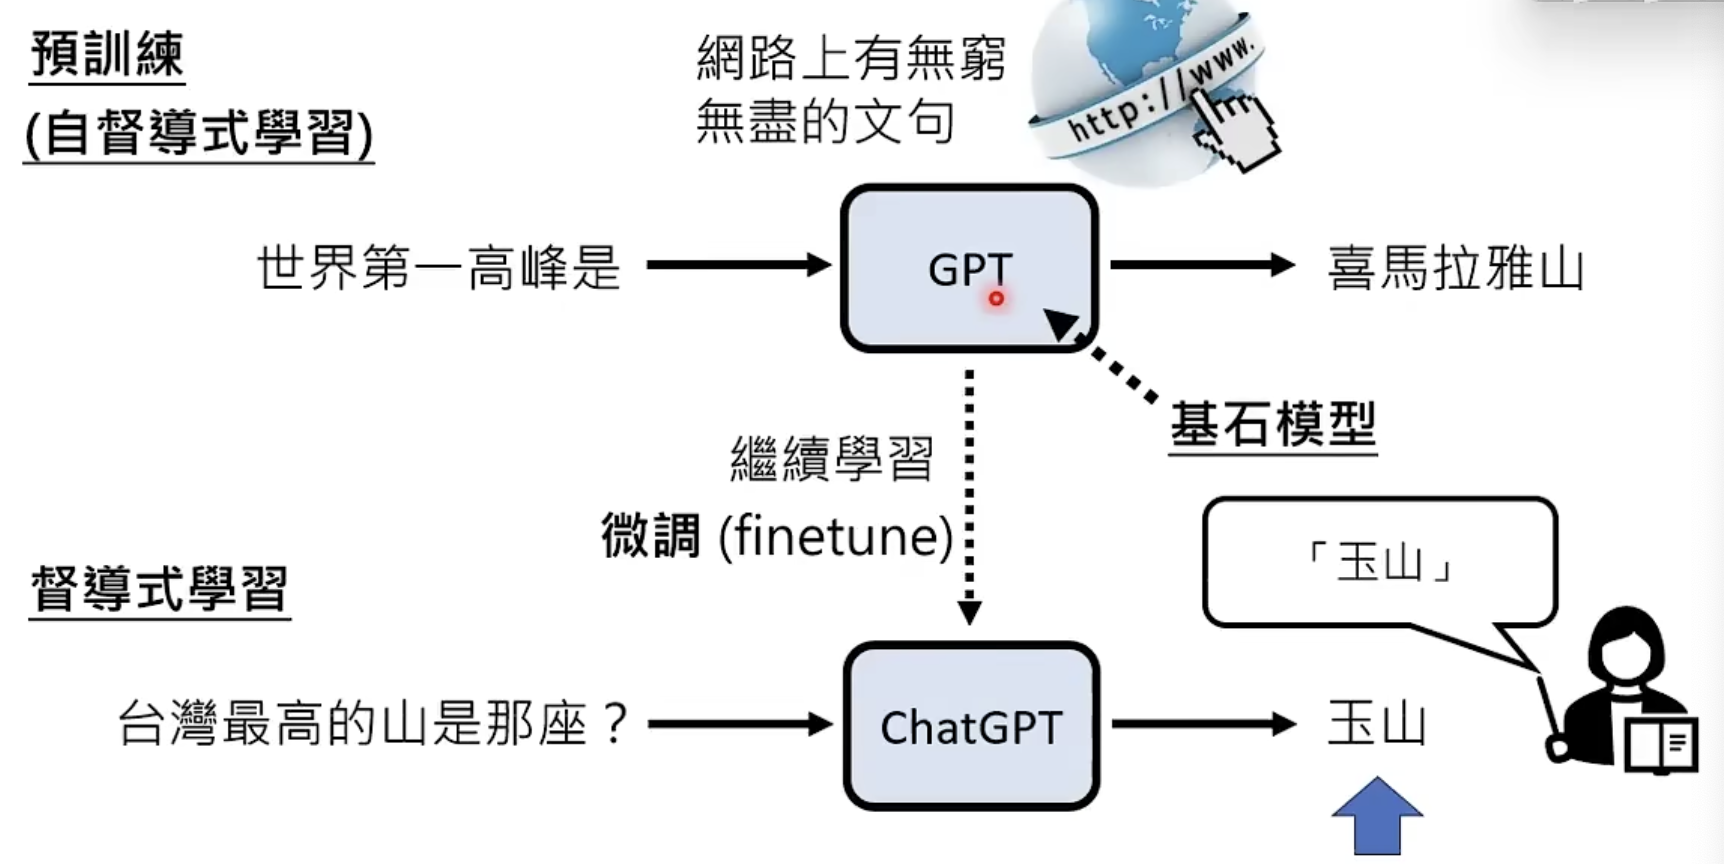 預訓練
(自督導式學習)
網路上有無窮
無盡的文句
http://www.
世界第一高峰是
GPT
喜馬拉雅山
基石模型
繼續學習
微調 (finetune)
督導式學習
「玉山」
台灣最高的山是那座？
ChatGPT
玉山